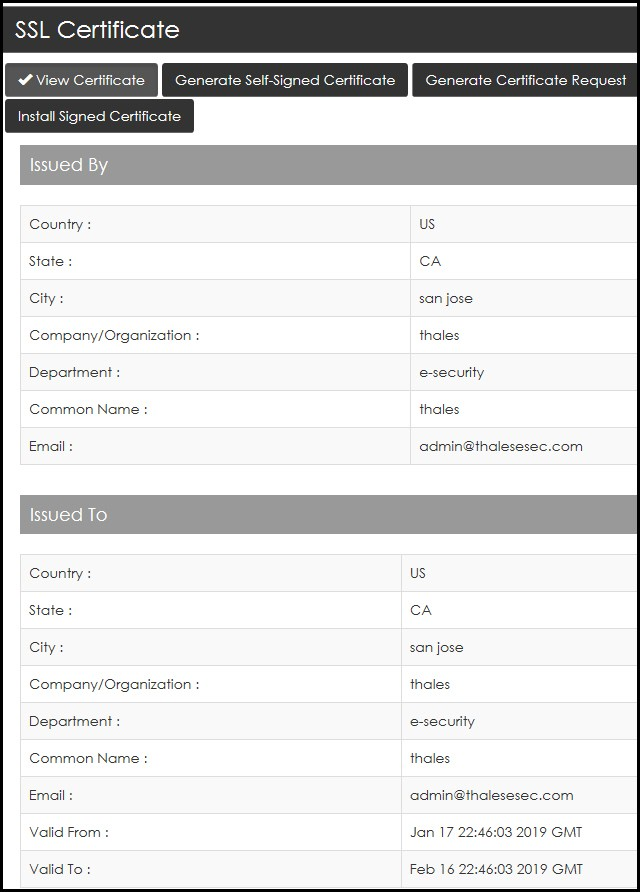 SSL Certificate
View Certificate Generate Self-Signed Certificate Generate Certificate Request
Install Signed Certificate
Issued By
Country : US
State : CA
City : san jose
Company/Organization : thales
Department : e-security
Common Name : thales
Email : admin@thalesesec.com
Issued To
Country : US
State : CA
City : san jose
Company/Organization : thales
Department : e-security
Common Name : thales
Email : admin@thalesesec.com
Valid From : Jan 17 22:46:03 2019 GMT
Valid To : Feb 16 22:46:03 2019 GMT